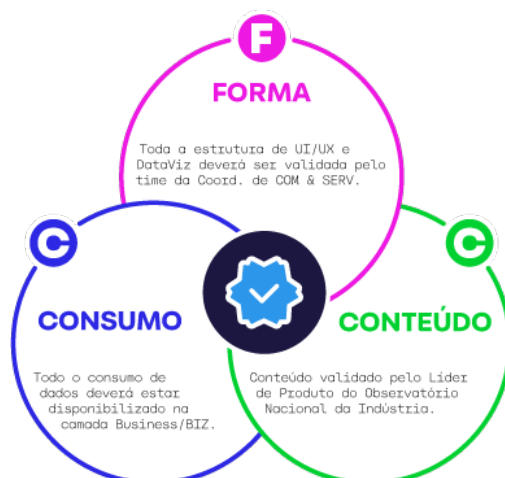 F
FORMA
Toda a estrutura de UI/UX e
DataViz deverá ser validada pelo
time da Coord. de COM & SERV.
C
CONSUMO
Todo o consumo de
dados deverá estar
disponibilizado na
camada Business/BIZ.
C
CONTEÚDO
Conteúdo validado pelo Líder
de Produto do Observatório
Nacional da Indústria.